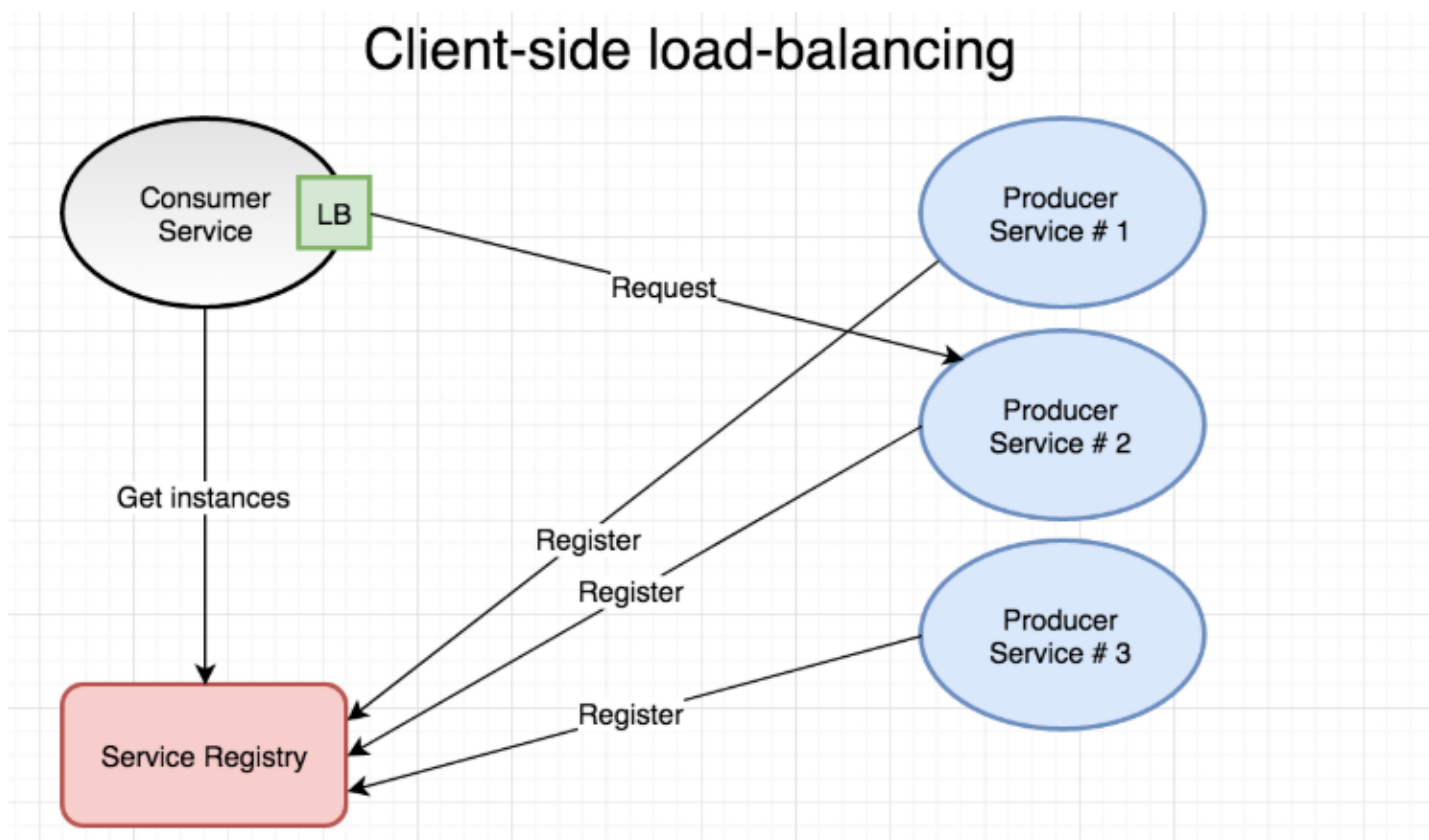 Client-side load-balancing
Consumer
Service
LB
Producer
Service # 1
Request
Producer
Service # 2
Get instances
Register
Register
Producer
Service # 3
Register
Service Registry